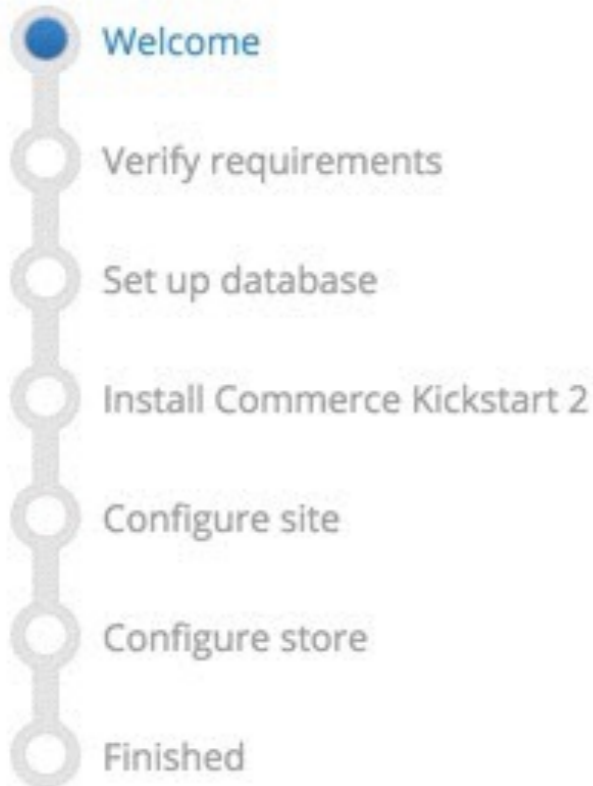 Welcome
Verify requirements
Set up database
Install Commerce Kickstart 2
Configure site
Configure store
Finished